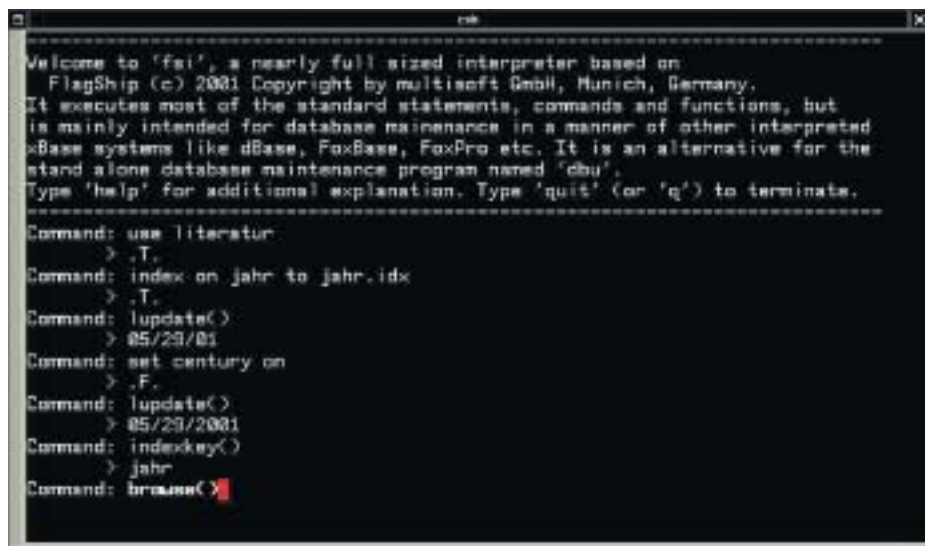 csh
Welcome to 'fsi', a nearly full sized interpreter based on
FlagShip (c) 2001 Copyright by multisoft GmbH, Munich, Germany.
It executes most of the standard statements, commands and functions, but
is mainly intended for database mainenance in a manner of other interpreted
xBase systems like dBase, FoxBase, FoxPro etc. It is an alternative for the
stand alone database maintenance program named 'dbu'.
Type 'help' for additional explanation. Type 'quit' (or 'q') to terminate.
Command: use literatur
> .T.
Command: index on jahr to jahr.idx
> .T.
Command: lupdate()
> 05/29/01
Command: set century on
> .F.
Command: lupdate()
> 05/29/2001
Command: indexkey()
> jahr
Command: browse()